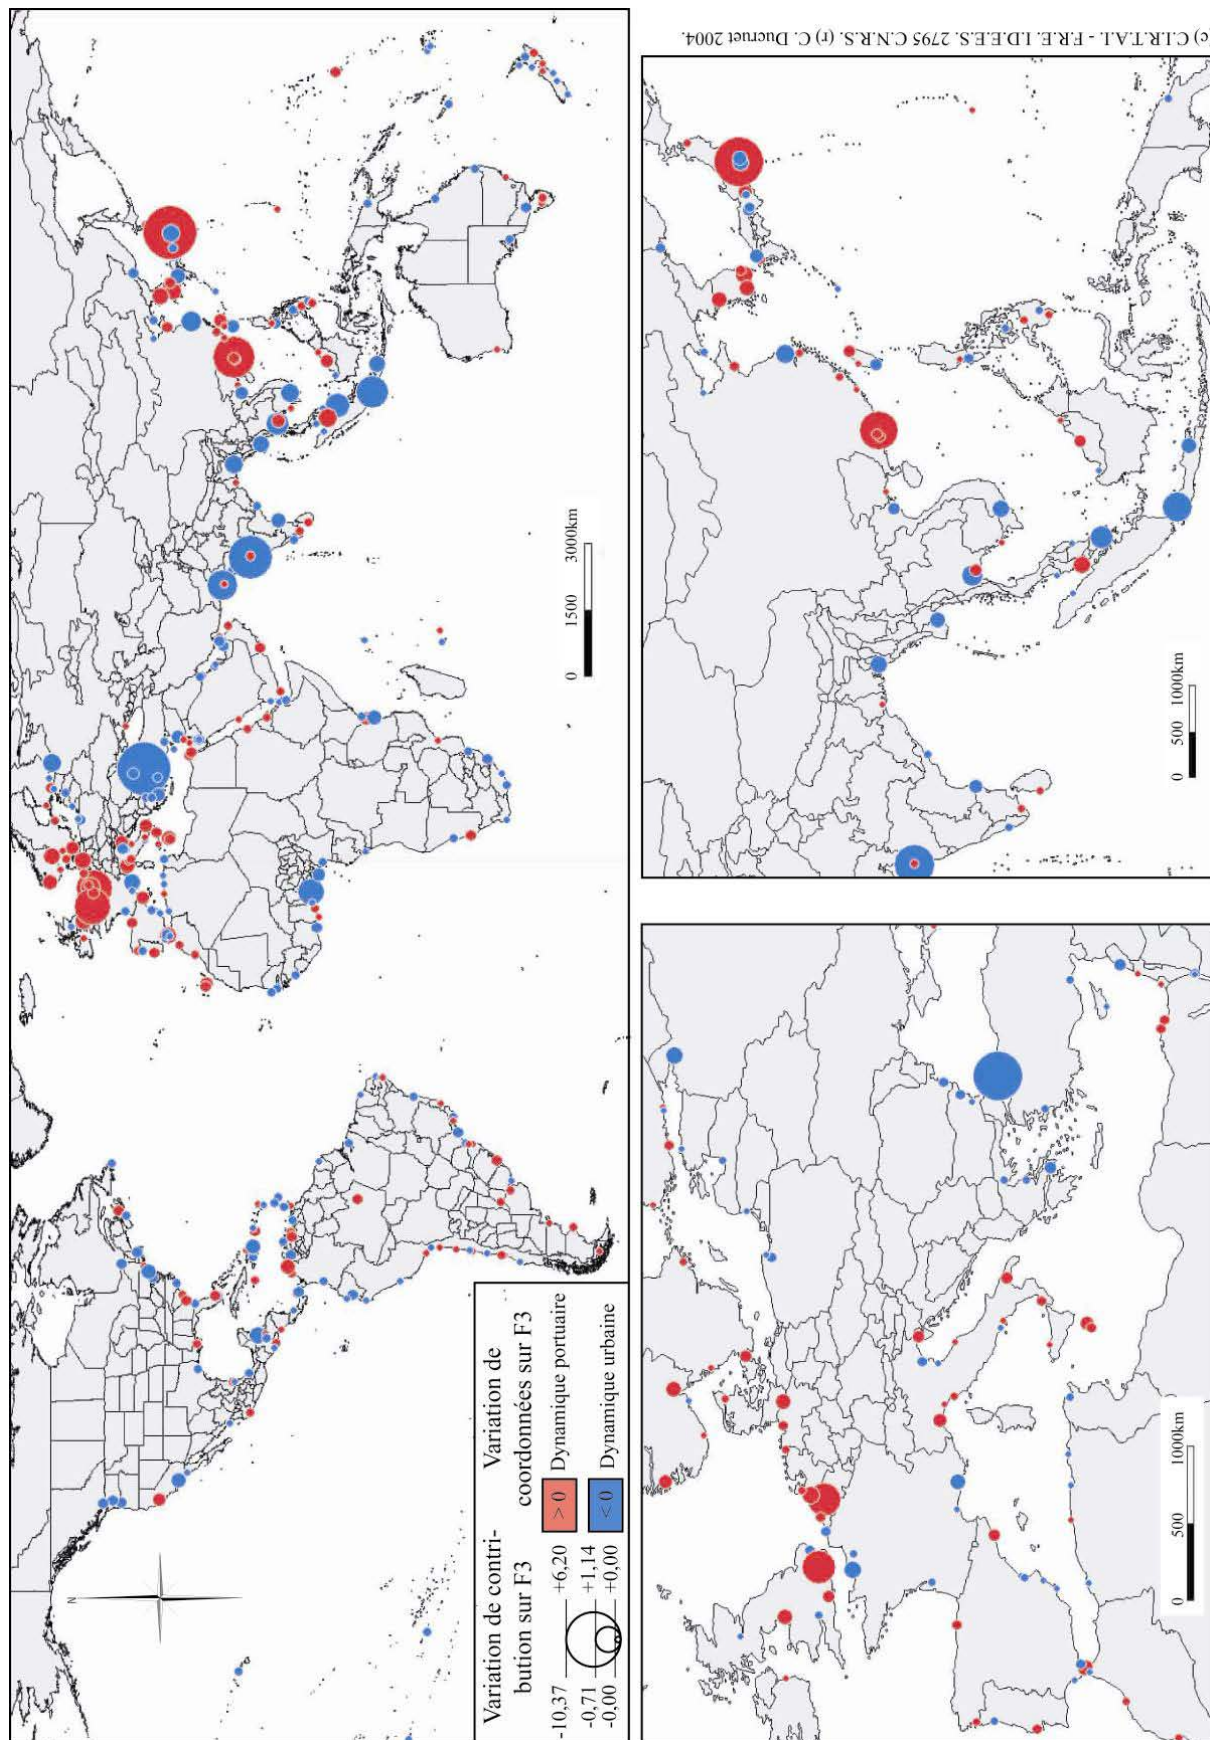 (c) C.I.R.T.A.I. - F.R.E. I.D.E.E.S. 2795 C.N.R.S. (r) C. Ducruet 2004.
0 1500 3000km
N
Variation de contri-
bution sur F3
-10,37 +6,20
-0,71 +1,14
-0,00 +0,00
Variation de
coordonnées sur F3
> 0 Dynamique portuaire
< 0 Dynamique urbaine
0 500 1000km
0 500 1000km